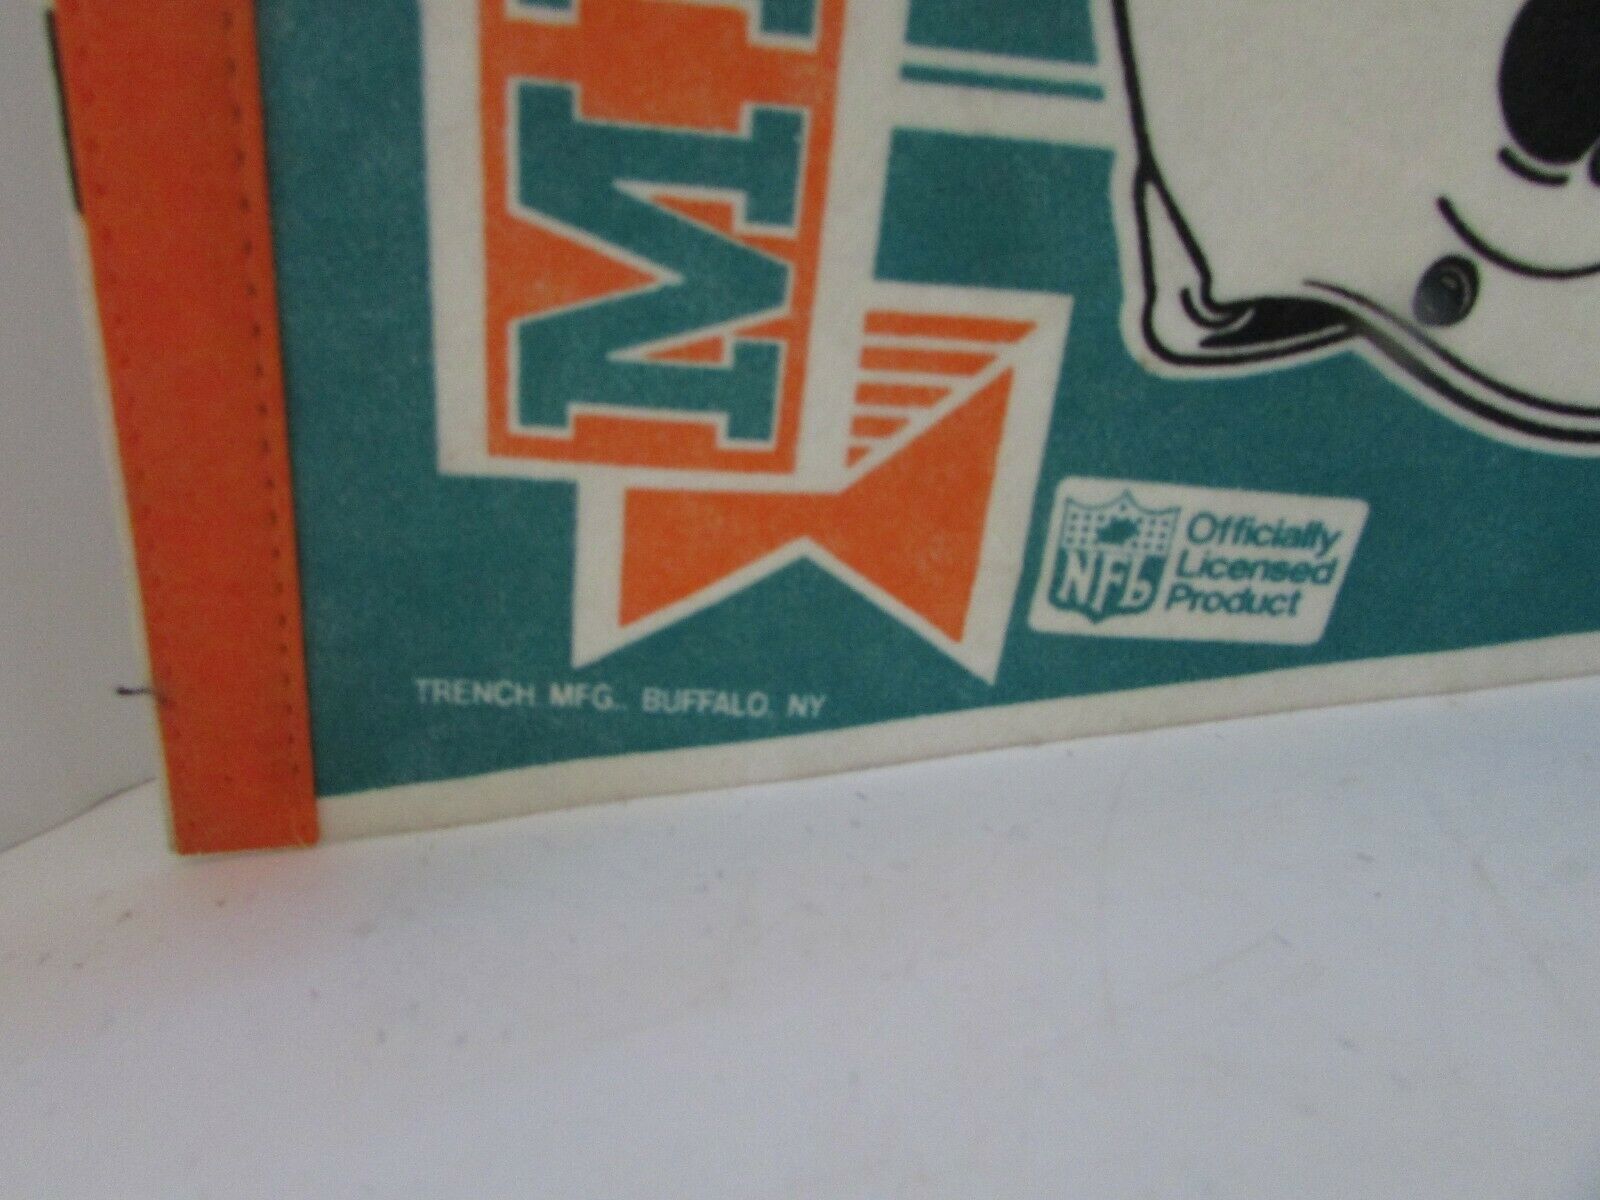 MI
NFL
Officially
Licensed
Product
TRENCH MFG., BUFFALO, NY